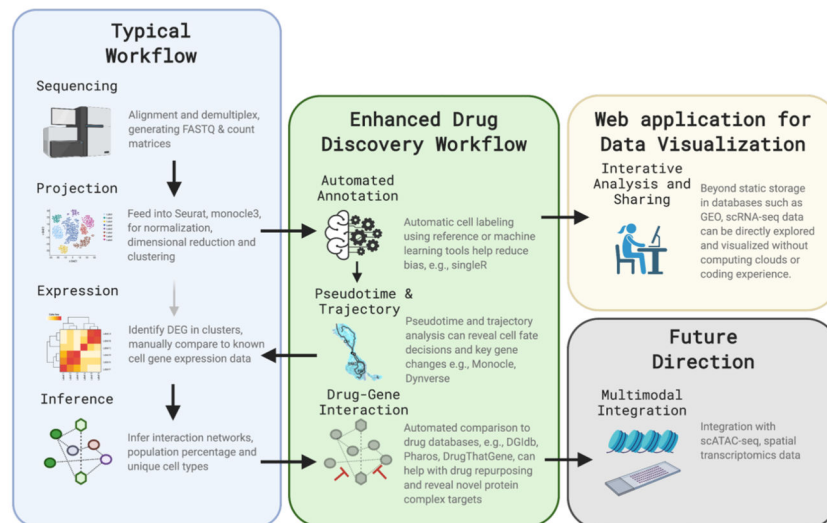 Typical
Workflow
Sequencing
Alignment and demultiplex,
generating FASTQ & count
matrices
Projection
Feed into Seurat, monocle3,
for normalization,
dimensional reduction and
clustering
Expression
Identify DEG in clusters,
manually compare to known
cell gene expression data
Inference
Infer interaction networks,
population percentage and
unique cell types
Enhanced Drug
Discovery Workflow
Automated
Annotation
Automatic cell labeling
using reference or machine
learning tools help reduce
bias, e.g., singleR
Pseudotime &
Trajectory
Pseudotime and trajectory
analysis can reveal cell fate
decisions and key gene
changes e.g., Monocle,
Dynverse
Drug-Gene
Interaction
Automated comparison to
drug databases, e.g., DGIdb,
Pharos, DrugThatGene, can
help with drug repurposing
and reveal novel protein
complex targets
Web application for
Data Visualization
Interative
Analysis and
Sharing
Beyond static storage
in databases such as
GEO, scRNA-seq data
can be directly explored
and visualized without
computing clouds or
coding experience.
Future
Direction
Multimodal
Integration
Integration with
scATAC-seq, spatial
transcriptomics data